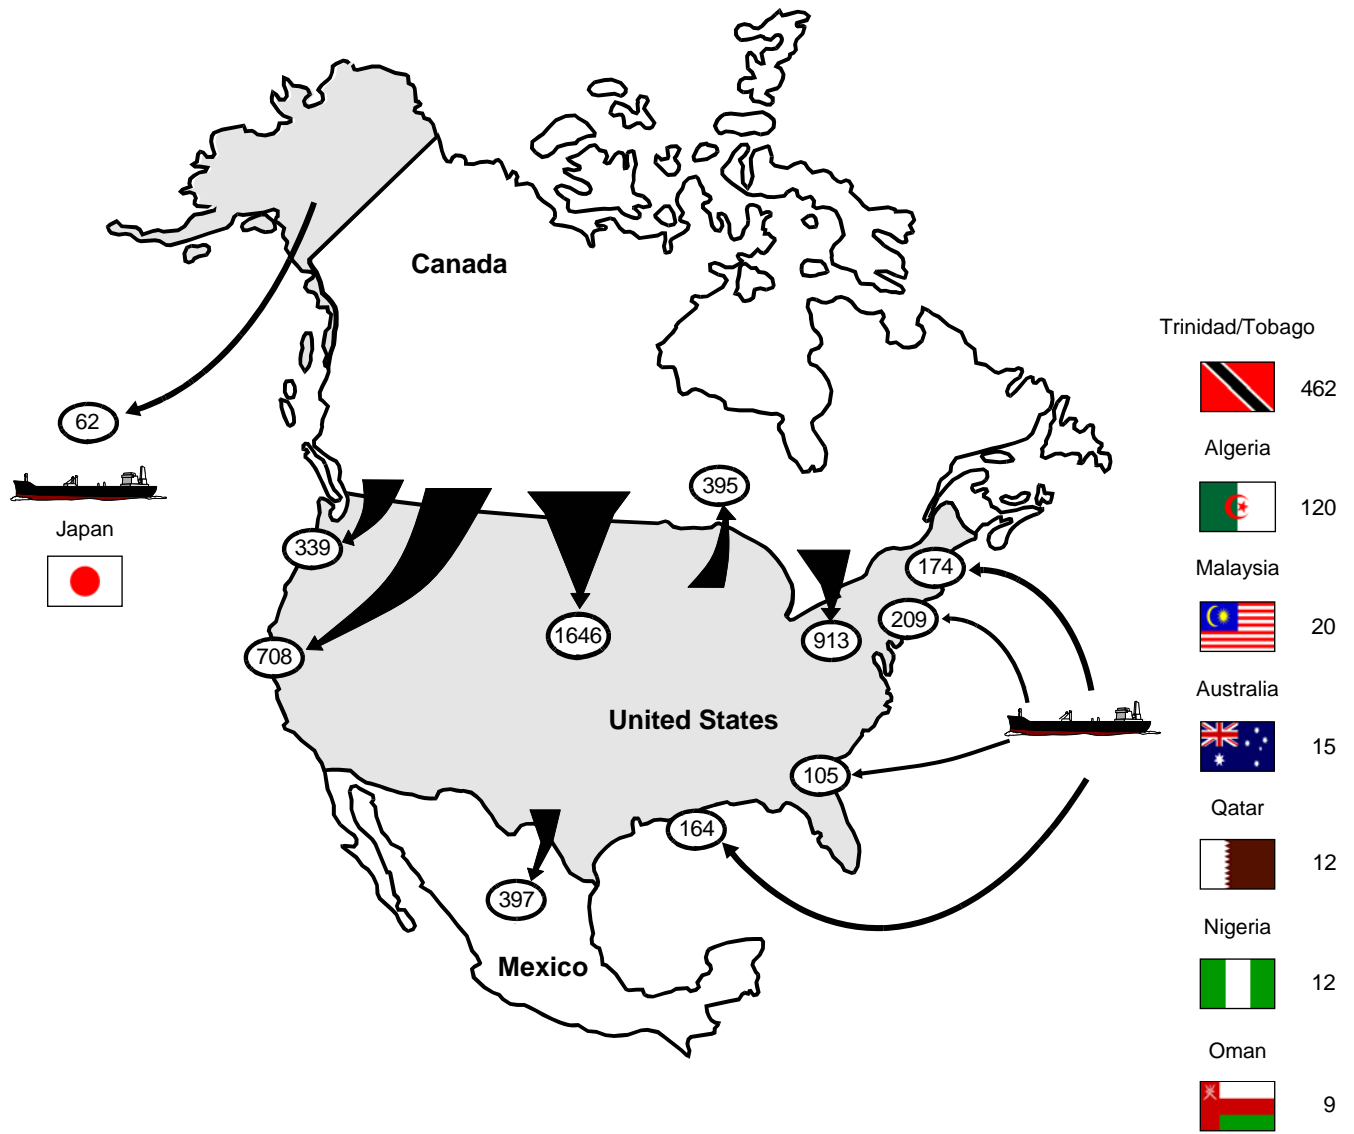 Canada
Trinidad/Tobago
462
62
Algeria
395
Japan
120
339
174
Malaysia
209
20
1646
913
708
Australia
United States
15
105
Qatar
164
12
397
Nigeria
Mexico
12
Oman
9